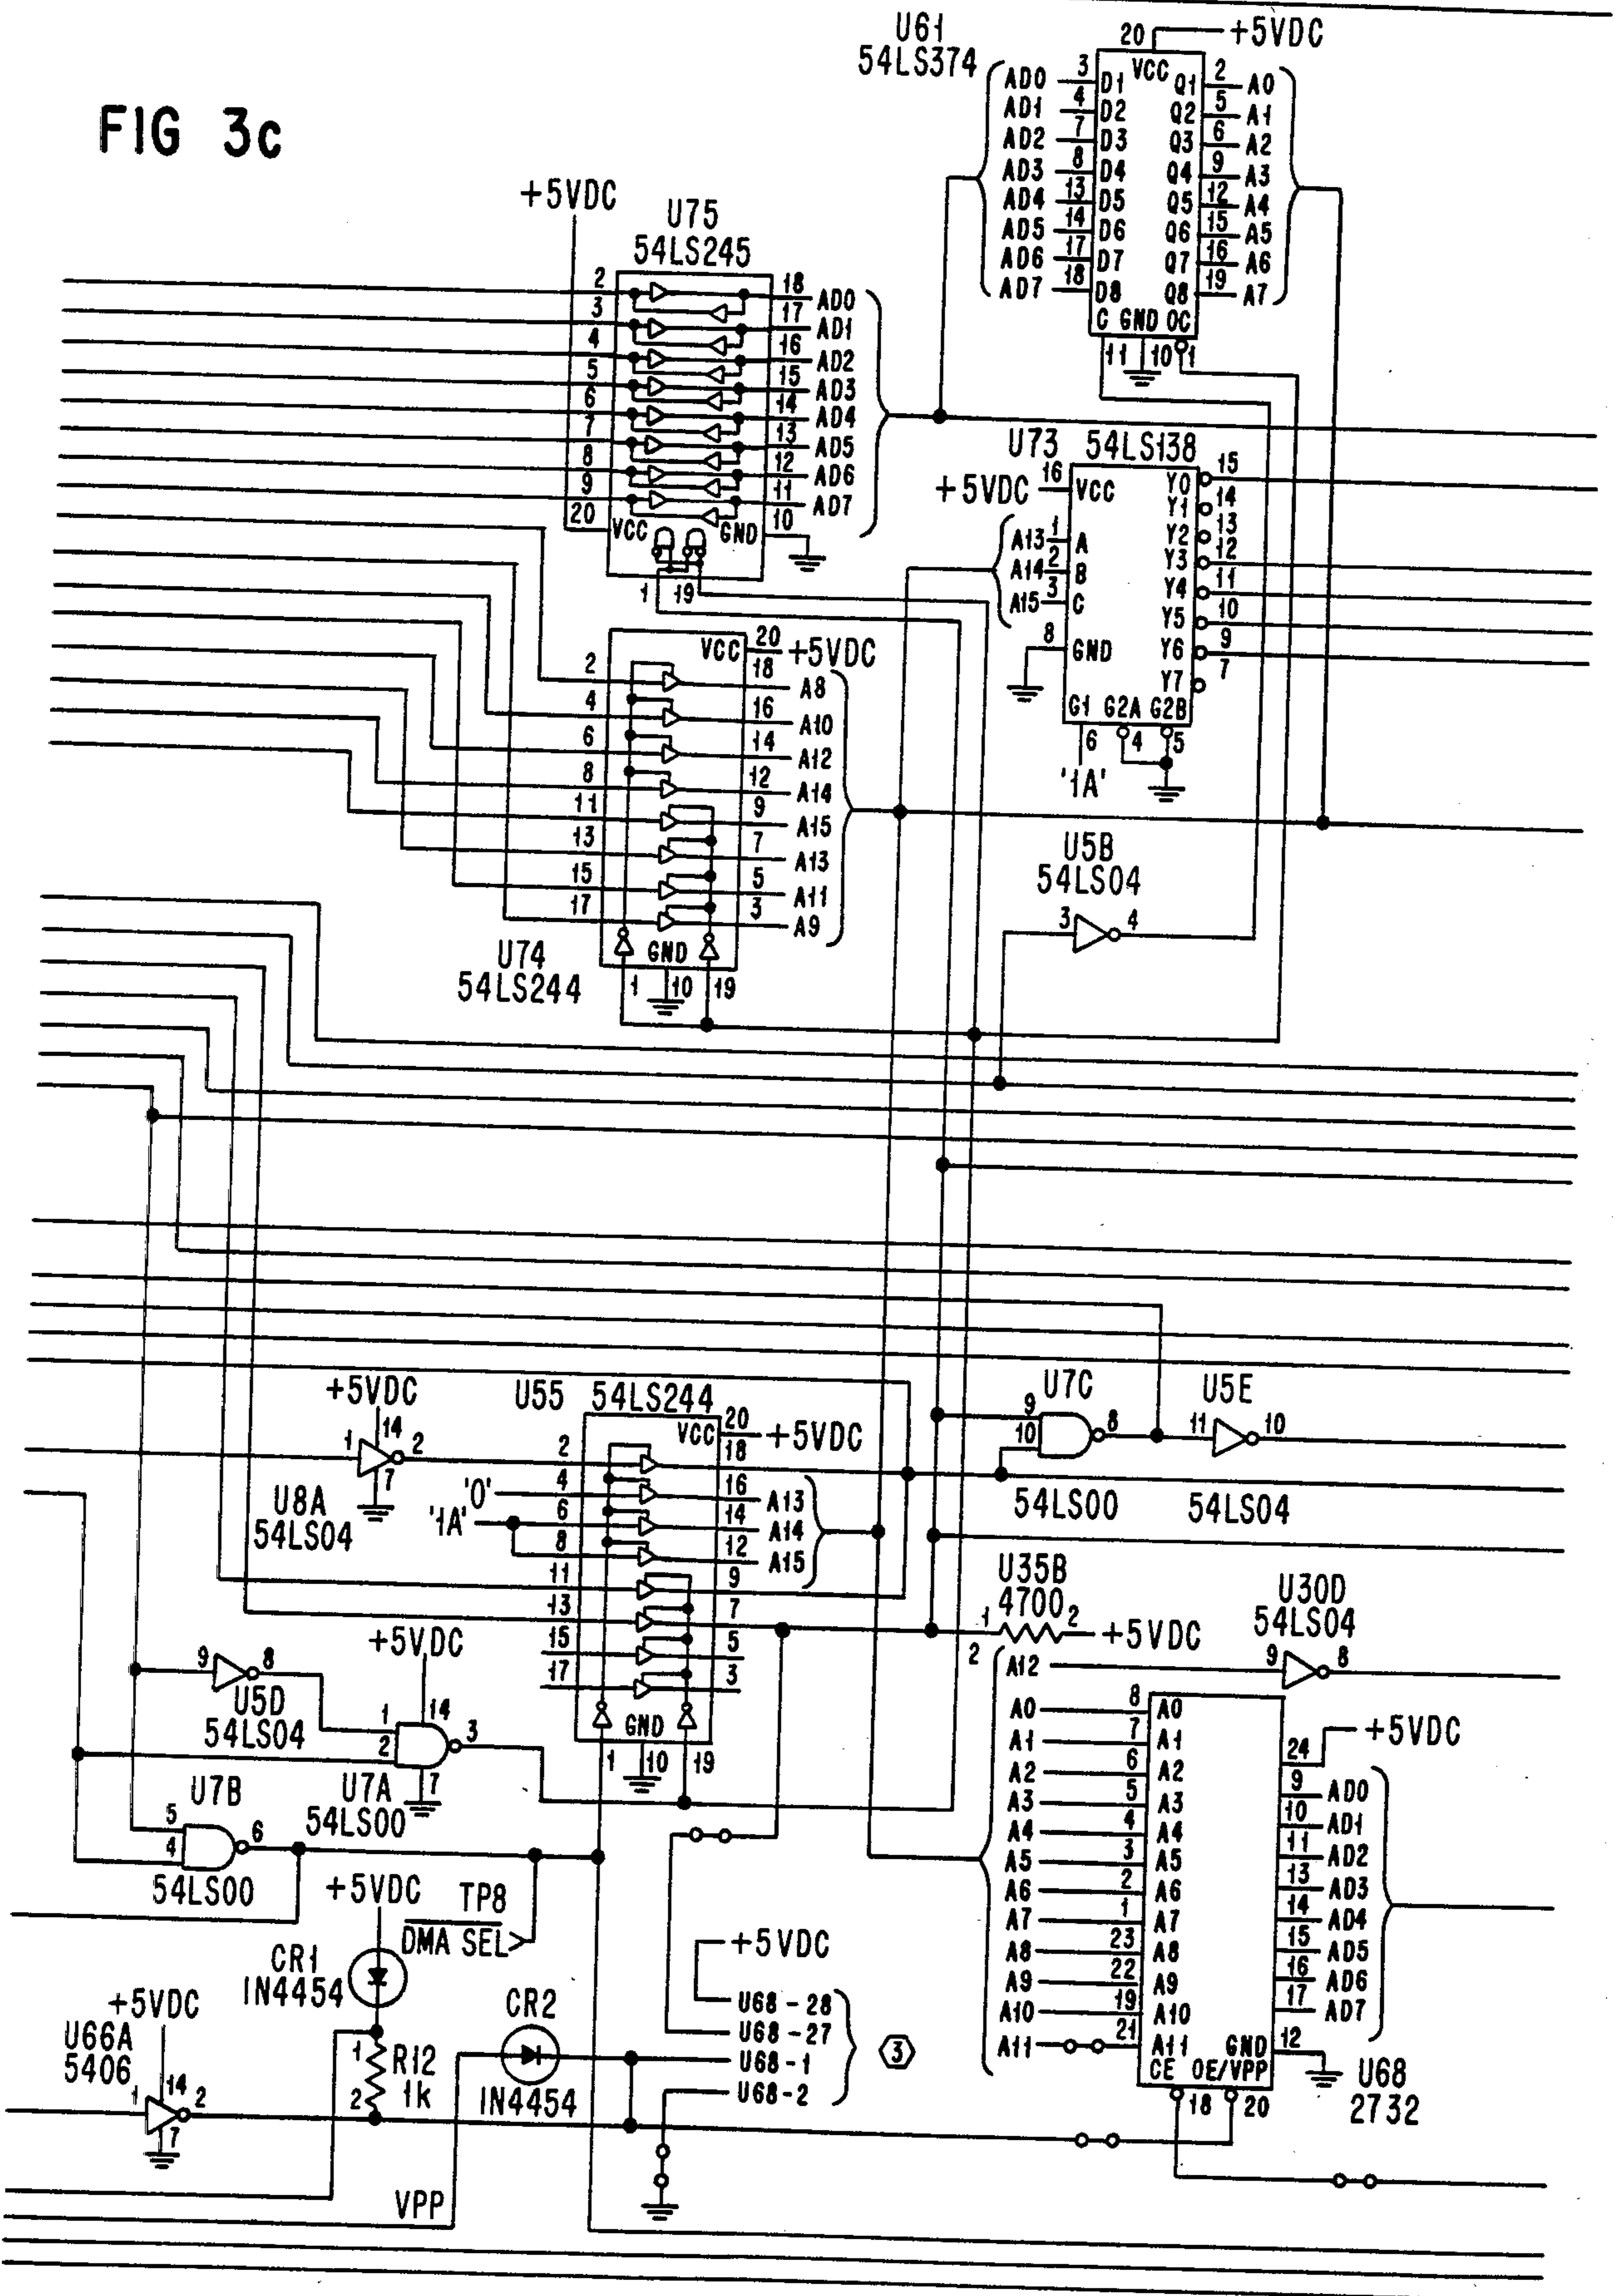 FIG 3c
U61
54LS374
20
+5VDC
VCC
AD0 3 D1 Q1 2 A0
AD1 4 D2 Q2 5 A1
AD2 7 D3 Q3 6 A2
AD3 8 D4 Q4 9 A3
AD4 13 D5 Q5 12 A4
AD5 14 D6 Q6 15 A5
AD6 17 D7 Q7 16 A6
AD7 18 D8 Q8 19 A7
C GND OC
11 10 1
+5VDC
U75
54LS245
2 18 AD0
3 17 AD1
4 16 AD2
5 15 AD3
6 14 AD4
7 13 AD5
8 12 AD6
9 11 AD7
20 VCC GND 10
1 19
U73 54LS138
+5VDC 16 VCC
Y0 15
Y1 14
Y2 13
A13 1 A
Y3 12
A14 2 B
Y4 11
A15 3 C
Y5 10
8 GND
Y6 9
Y7 7
G1 G2A G2B
6 4 5
'1A'
VCC 20 +5VDC
2 18 A8
4 16 A10
6 14 A12
8 12 A14
11 9 A15
13 7 A13
15 5 A11
17 3 A9
GND
1 10 19
U74
54LS244
U5B
54LS04
3 4
+5VDC
14
1 2
7
U8A
54LS04
U55 54LS244
VCC 20 +5VDC
2 18
'0' 4 16 A13
'1A' 6 14 A14
8 12 A15
11 9
13 7
15 5
17 3
GND
1 10 19
U7C
9
10 8
54LS00
U5E
11 10
54LS04
U35B
4700
1 2 +5VDC
U30D
54LS04
9 8
9 8
U5D
54LS04
+5VDC
14
1
2 3
7
U7A
54LS00
U7B
5
4 6
54LS00
TP8
DMA SEL
+5VDC
CR1
IN4454
1
R12
1k
2
+5VDC
U66A
5406
14
1 2
7
VPP
CR2
IN4454
+5VDC
U68-28
U68-27
U68-1
U68-2
3
2 A12
A0 8 A0
A1 7 A1
A2 6 A2
A3 5 A3
A4 4 A4
A5 3 A5
A6 2 A6
A7 1 A7
A8 23 A8
A9 22 A9
A10 19 A10
A11 21 A11
24 +5VDC
9 AD0
10 AD1
11 AD2
13 AD3
14 AD4
15 AD5
16 AD6
17 AD7
GND 12
CE OE/VPP
18 20
U68
2732